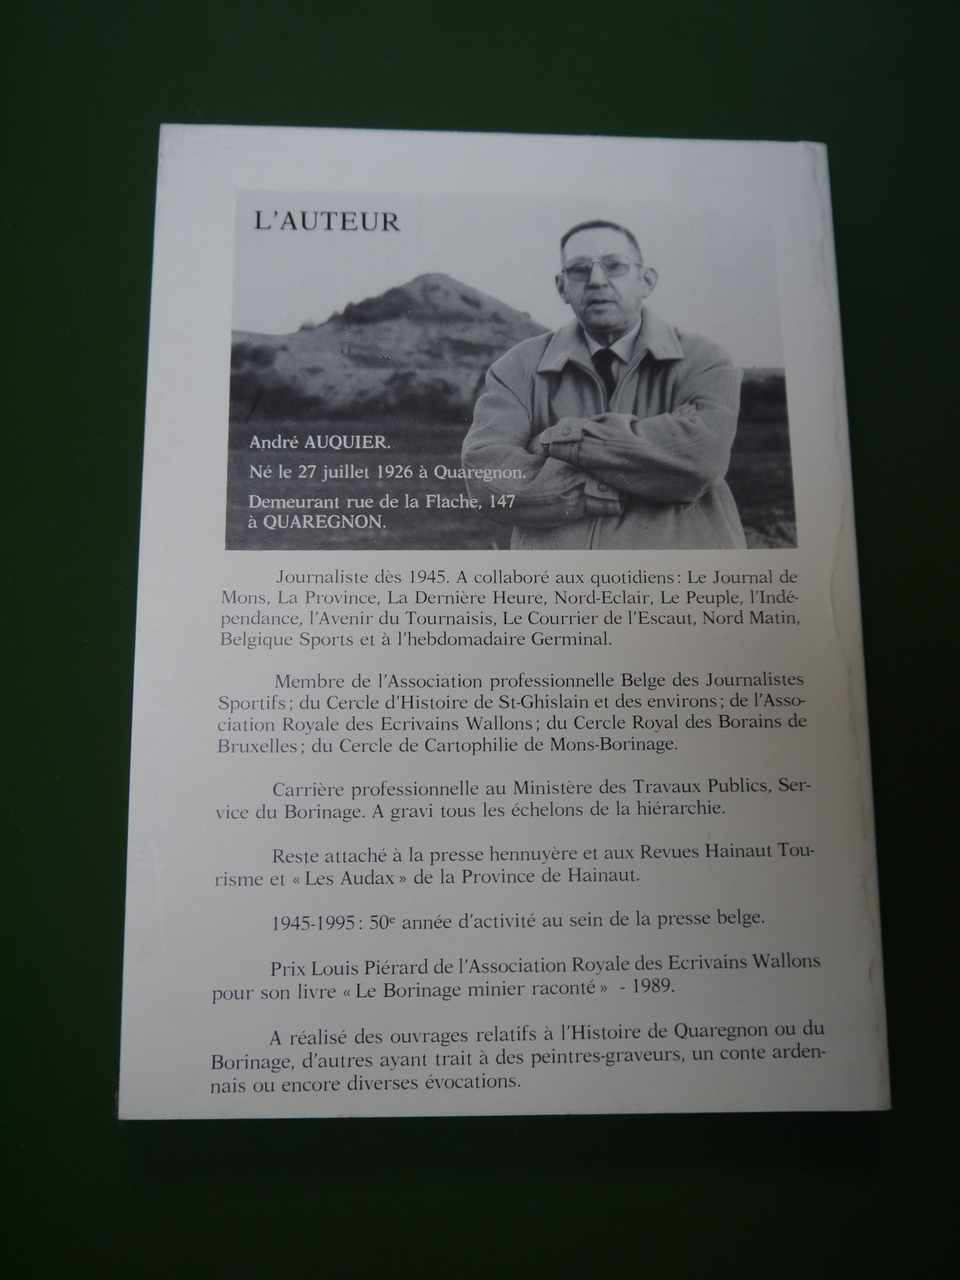 L'AUTEUR
André AUQUIER.
Né le 27 juillet 1926 à Quaregnon.
Demeurant rue de la Flache, 147
à QUAREGNON.
Journaliste dès 1945. A collaboré aux quotidiens : Le Journal de
Mons, La Province, La Dernière Heure, Nord-Eclair, Le Peuple, l'Indé-
pendance, l'Avenir du Tournaisis, Le Courrier de l'Escaut, Nord Matin,
Belgique Sports et à l'hebdomadaire Germinal.
Membre de l'Association professionnelle Belge des Journalistes
Sportifs ; du Cercle d'Histoire de St-Ghislain et des environs ; de l'Asso-
ciation Royale des Ecrivains Wallons ; du Cercle Royal des Borains de
Bruxelles ; du Cercle de Cartophilie de Mons-Borinage.
Carrière professionnelle au Ministère des Travaux Publics, Ser-
vice du Borinage. A gravi tous les échelons de la hiérarchie.
Reste attaché à la presse hennuyère et aux Revues Hainaut Tou-
risme et « Les Audax » de la Province de Hainaut.
1945-1995 : 50e année d'activité au sein de la presse belge.
Prix Louis Piérard de l'Association Royale des Ecrivains Wallons
pour son livre « Le Borinage minier raconté » - 1989.
A réalisé des ouvrages relatifs à l'Histoire de Quaregnon ou du
Borinage, d'autres ayant trait à des peintres-graveurs, un conte arden-
nais ou encore diverses évocations.